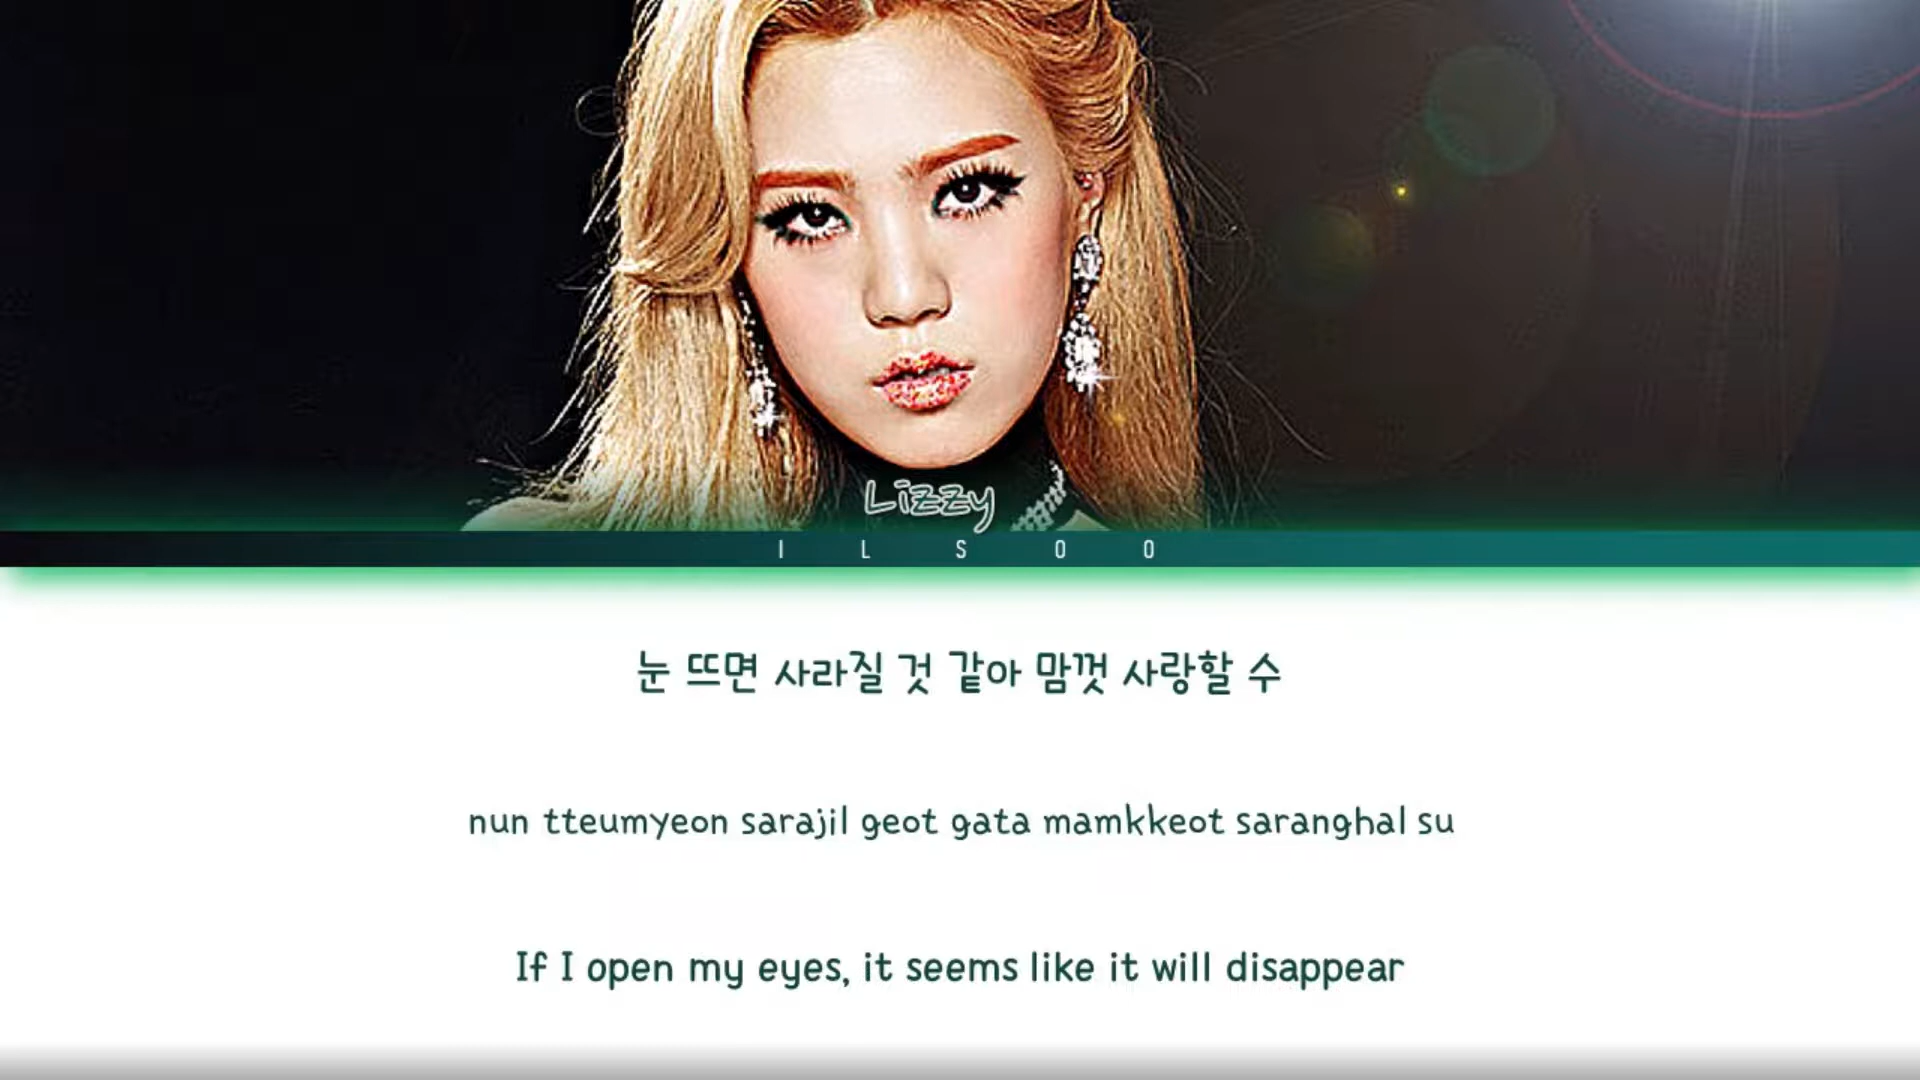 Lizzy
ILSOO
눈 뜨면 사라질 것 같아 맘껏 사랑할 수
nun tteumyeon sarajil geot gata mamkkeot saranghal su
If I open my eyes, it seems like it will disappear